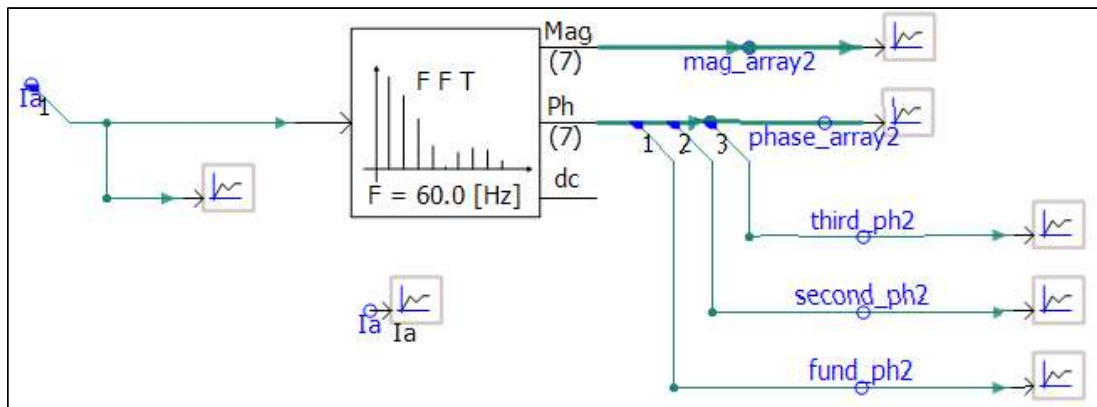 Mag
(7)
mag_array2
Ia
1
F F T
Ph
(7)
1
2
3
phase_array2
dc
F = 60.0 [Hz]
third_ph2
second_ph2
Ia
Ia
fund_ph2